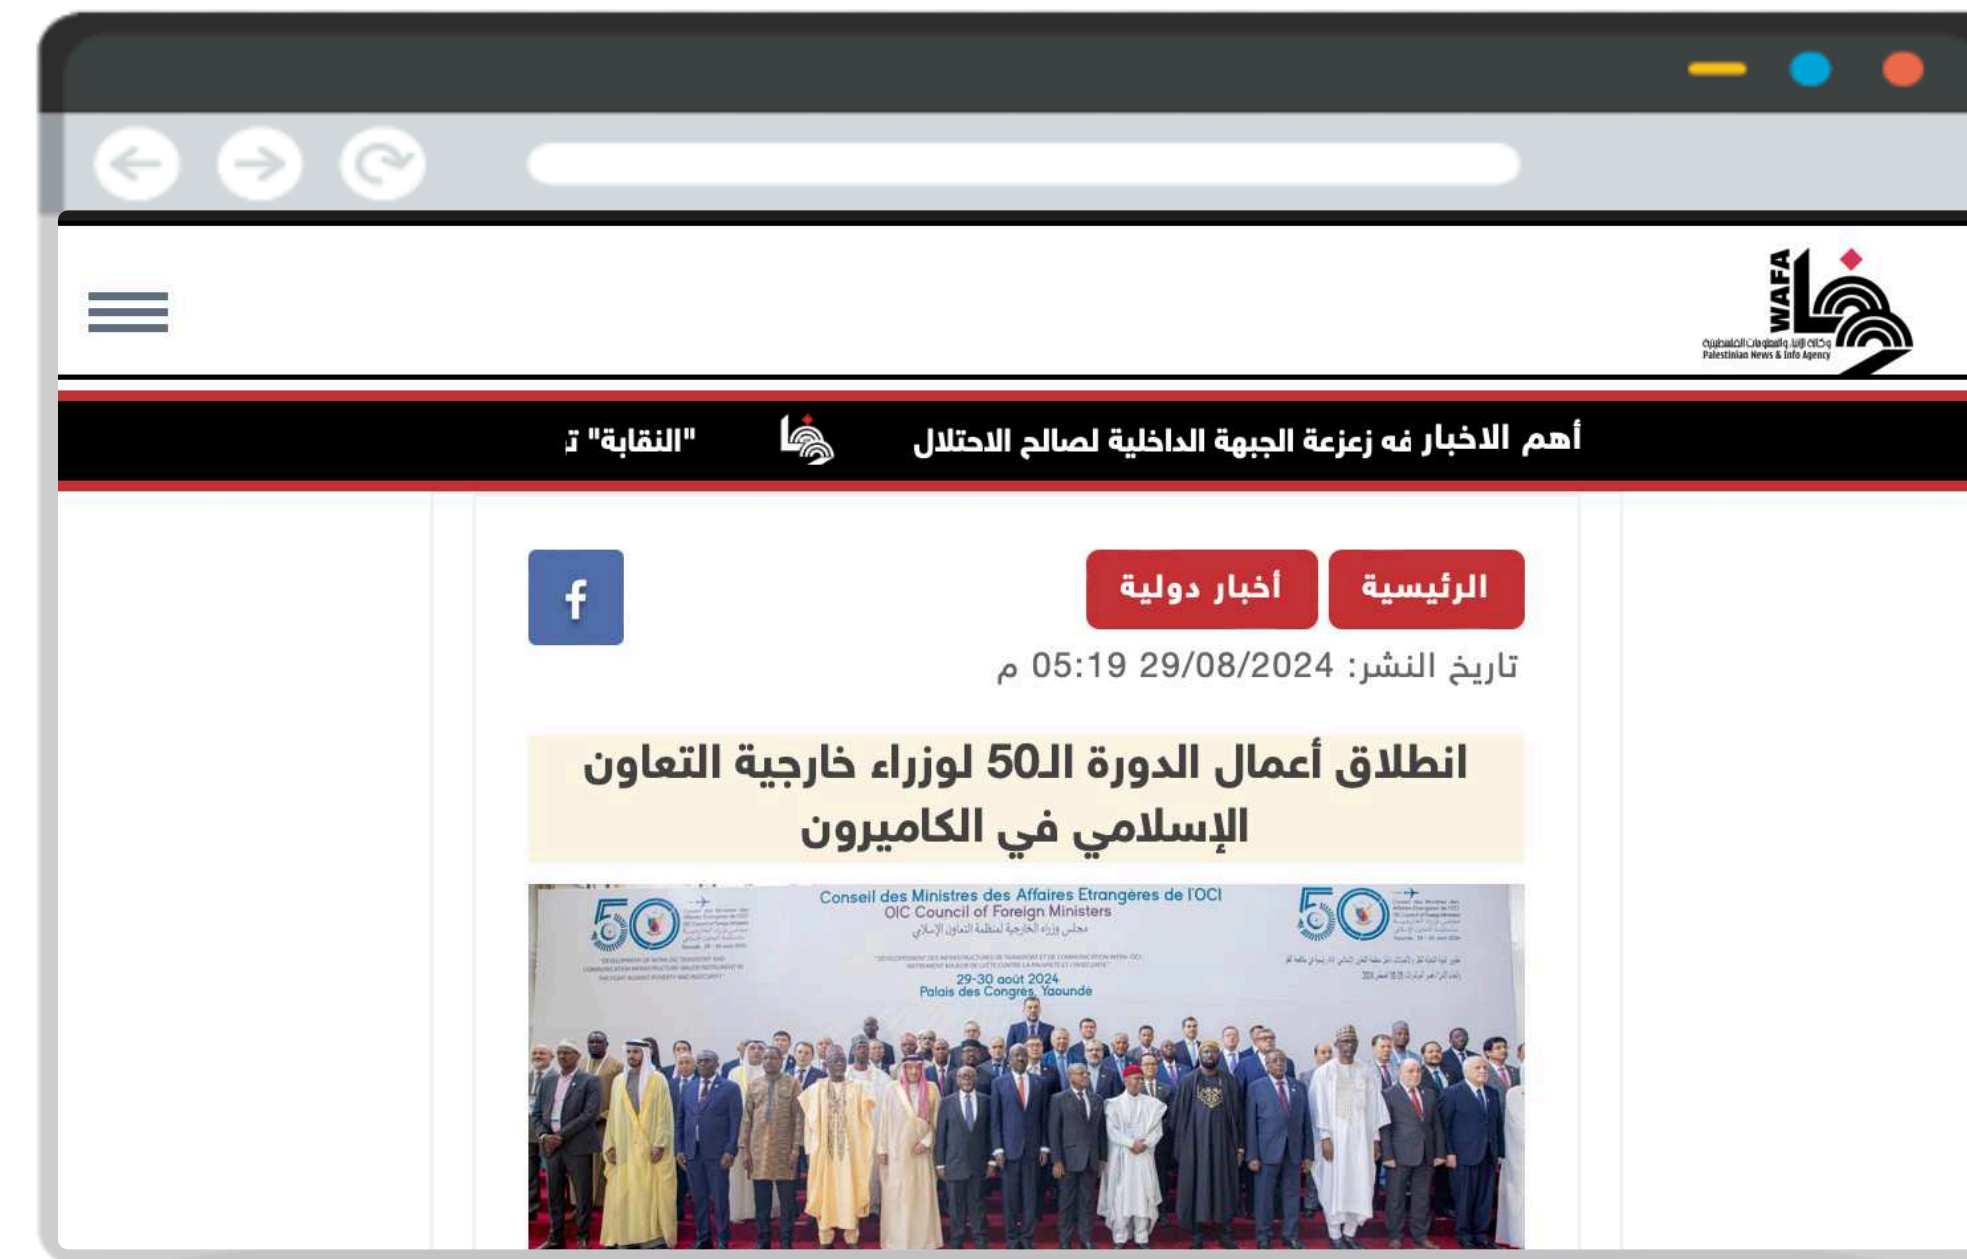 WAFA
وكالة الأنباء والمعلومات الفلسطينية
Palestinian News & Info Agency
أهم الاخبار فه زعزعة الجبهة الداخلية لصالح الاحتلال
"النقابة" تـ
الرئيسية
أخبار دولية
f
تاريخ النشر: 29/08/2024 05:19 م
انطلاق أعمال الدورة الـ50 لوزراء خارجية التعاون
الإسلامي في الكاميرون
Conseil des Ministres des Affaires Etrangères de l'OCI
OIC Council of Foreign Ministers
مجلس وزراء الخارجية لمنظمة التعاون الإسلامي
50
50
29-30 août 2024
Palais des Congrès, Yaoundé